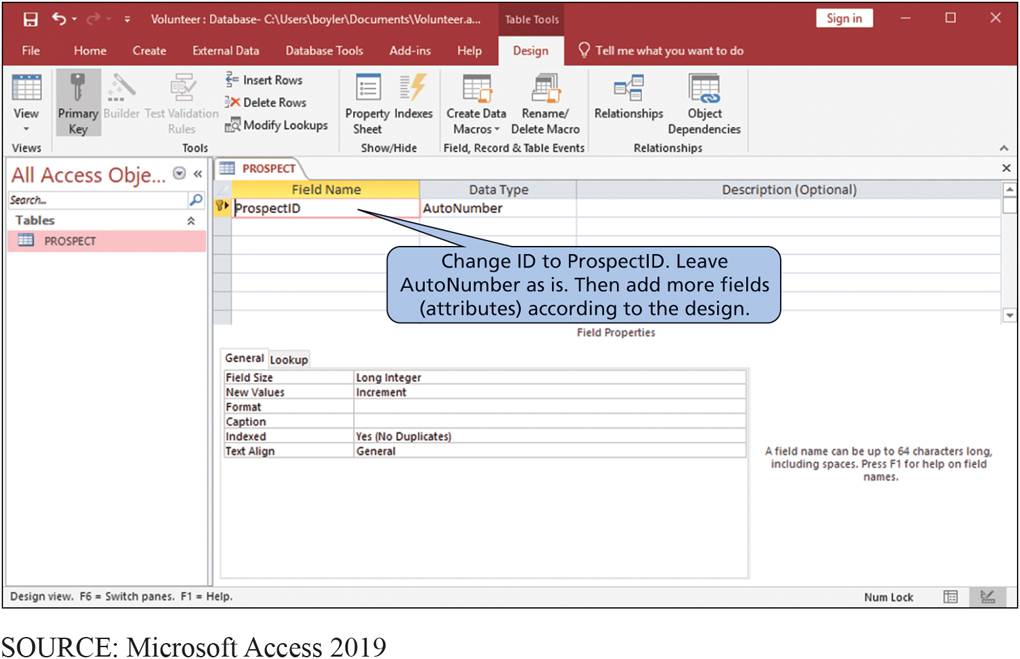 Volunteer : Database- C:\Users\boyler\Documents\Volunteer.a...
Table Tools
Sign in
File
Home
Create
External Data
Database Tools
Add-ins
Help
Design
Tell me what you want to do
View
Primary
Key
Builder
Test Validation
Rules
Insert Rows
Delete Rows
Modify Lookups
Property
Sheet
Indexes
Create Data
Macros
Rename/
Delete Macro
Relationships
Object
Dependencies
Views
Tools
Show/Hide
Field, Record & Table Events
Relationships
All Access Obje...
Search...
Tables
PROSPECT
PROSPECT
Field Name
Data Type
Description (Optional)
ProspectID
AutoNumber
Change ID to ProspectID. Leave
AutoNumber as is. Then add more fields
(attributes) according to the design.
Field Properties
General
Lookup
Field Size Long Integer
New Values Increment
Format
Caption
Indexed Yes (No Duplicates)
Text Align General
A field name can be up to 64 characters long,
including spaces. Press F1 for help on field
names.
Design view. F6 = Switch panes. F1 = Help.
Num Lock
SOURCE: Microsoft Access 2019